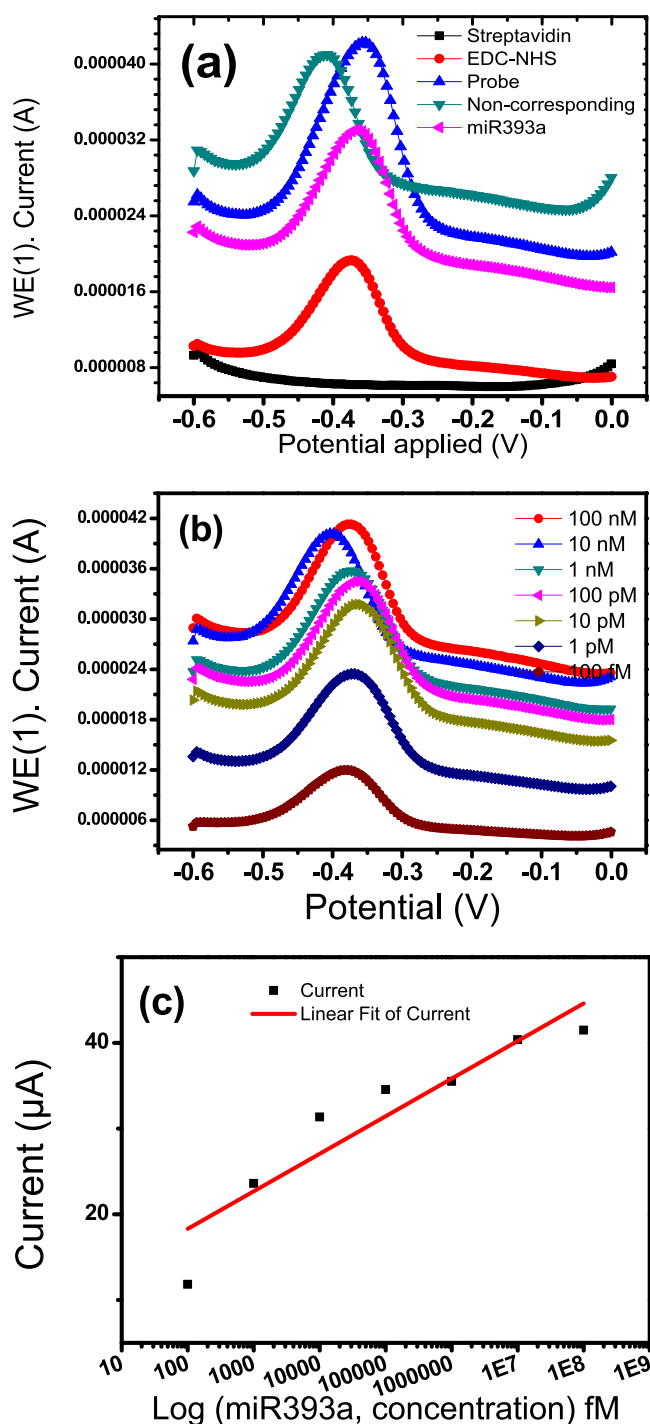 (a)
Streptavidin
EDC-NHS
Probe
Non-corresponding
miR393a
WE(1). Current (A)
0.000040
0.000032
0.000024
0.000016
0.000008
-0.6 -0.5 -0.4 -0.3 -0.2 -0.1 0.0
Potential applied (V)
(b)
100 nM
10 nM
1 nM
100 pM
10 pM
1 pM
100 fM
WE(1). Current (A)
0.000042
0.000036
0.000030
0.000024
0.000018
0.000012
0.000006
-0.6 -0.5 -0.4 -0.3 -0.2 -0.1 0.0
Potential (V)
(c)
Current
Linear Fit of Current
Current (μA)
40
20
10 100 1000 10000 100000 1000000 1E7 1E8 1E9
Log (miR393a, concentration) fM